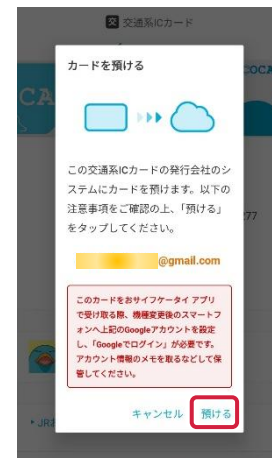 交通系ICカード
カードを預ける
COCA
CA
この交通系ICカードの発行会社のシ
ステムにカードを預けます。以下の
注意事項をご確認の上、「預ける」
をタップしてください。
77
@gmail.com
このカードをおサイフケータイ アプリ
で受け取る際、機種変更後のスマートフ
ォンへ上記のGoogleアカウントを設定
し、「Googleでログイン」が必要です。
アカウント情報のメモを取るなどして保
管してください。
キャンセル 預ける
・JR